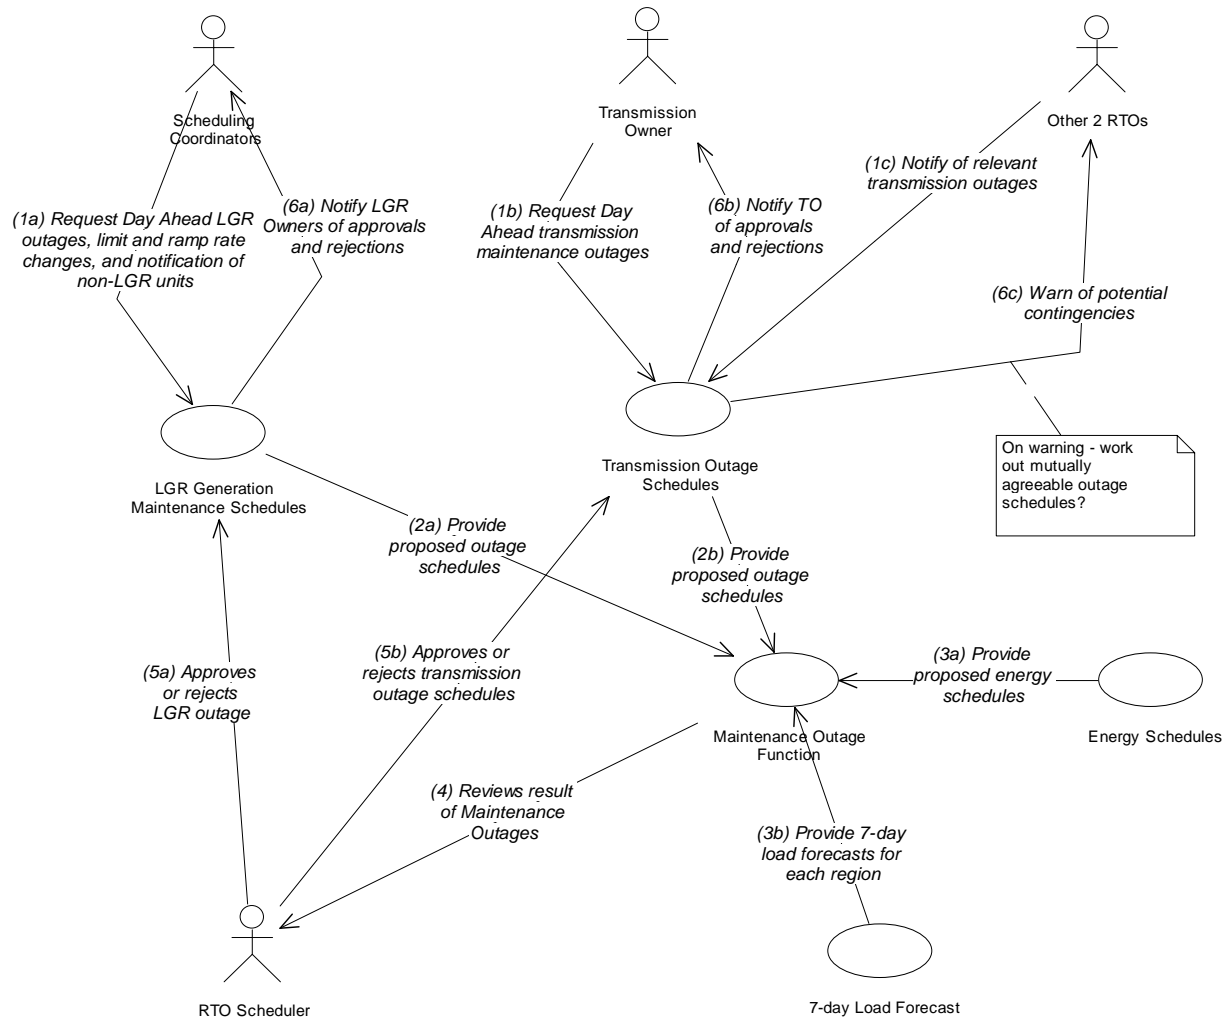 Scheduling
Coordinators
Transmission
Owner
Other 2 RTOs
(1a) Request Day Ahead LGR
outages, limit and ramp rate
changes, and notification of
non-LGR units
(6a) Notify LGR
Owners of approvals
and rejections
(1b) Request Day
Ahead transmission
maintenance outages
(6b) Notify TO
of approvals
and rejections
(1c) Notify of relevant
transmission outages
(6c) Warn of potential
contingencies
On warning - work
out mutually
agreeable outage
schedules?
LGR Generation
Maintenance Schedules
Transmission Outage
Schedules
(2a) Provide
proposed outage
schedules
(2b) Provide
proposed outage
schedules
(5a) Approves
or rejects
LGR outage
(5b) Approves or
rejects transmission
outage schedules
(3a) Provide
proposed energy
schedules
Maintenance Outage
Function
Energy Schedules
(4) Reviews result
of Maintenance
Outages
(3b) Provide 7-day
load forecasts for
each region
RTO Scheduler
7-day Load Forecast